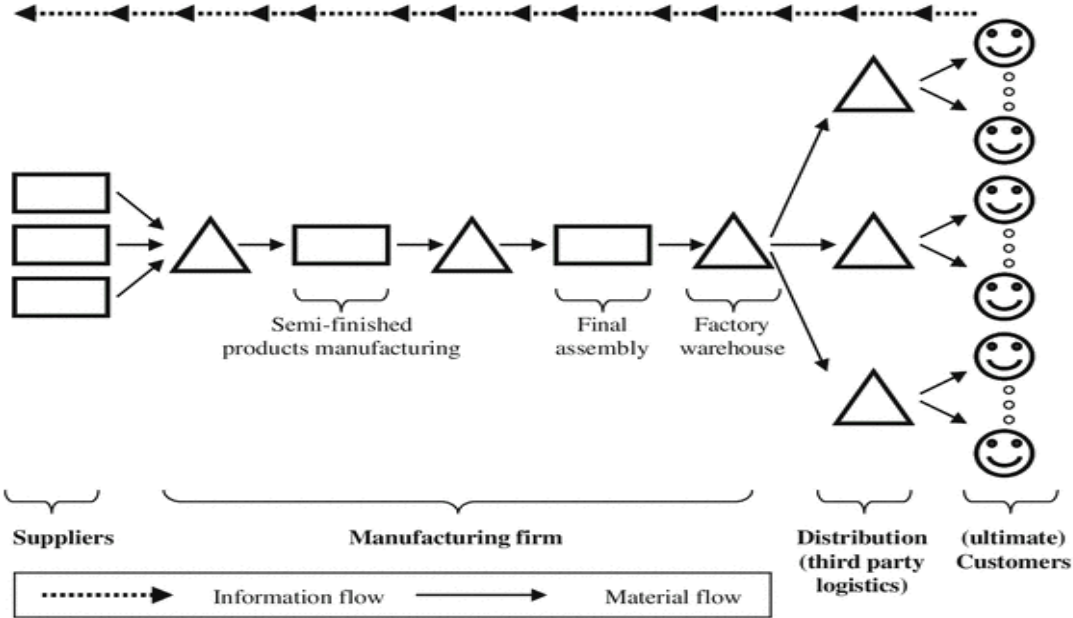 Semi-finished
products manufacturing
Final
assembly
Factory
warehouse
Suppliers
Manufacturing firm
Distribution
(third party
logistics)
(ultimate)
Customers
Information flow
Material flow